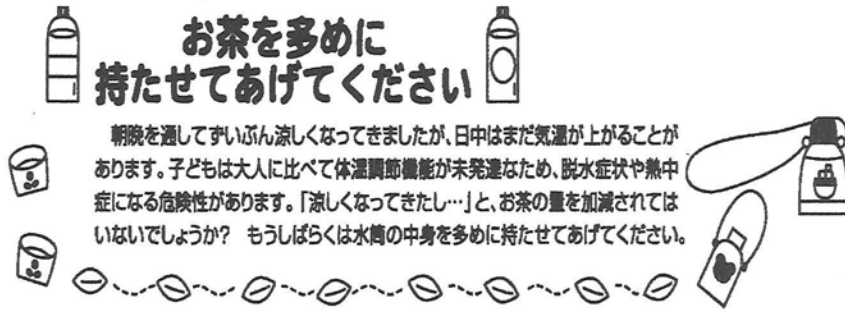 お茶を多めに
持たせてあげてください
朝晩を通してずいぶん涼しくなってきましたが、日中はまだ気温が上がることが
あります。子どもは大人に比べて体温調節機能が未発達なため、脱水症状や熱中
症になる危険性があります。「涼しくなってきたし…」と、お茶の量を加減されては
いないでしょうか？　もうしばらくは水筒の中身を多めに持たせてあげてください。